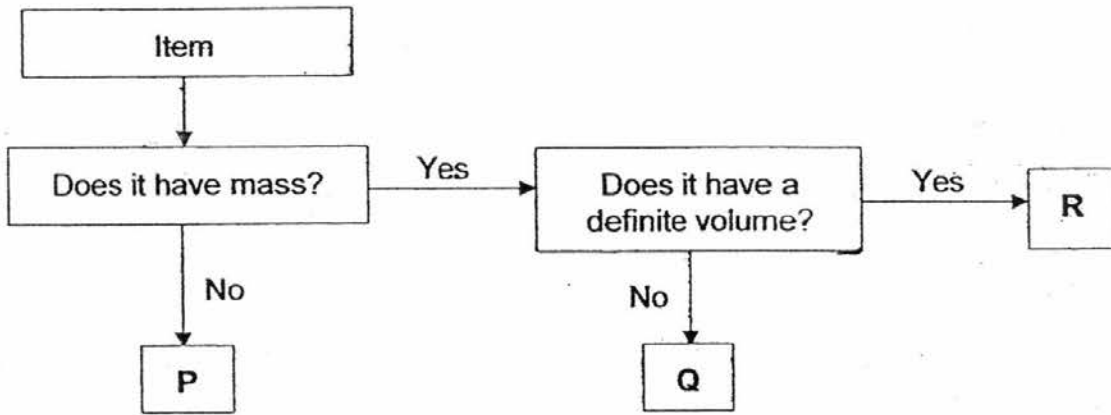 Item
Does it have mass?
Yes
Does it have a
definite volume?
Yes
R
No
No
P
Q